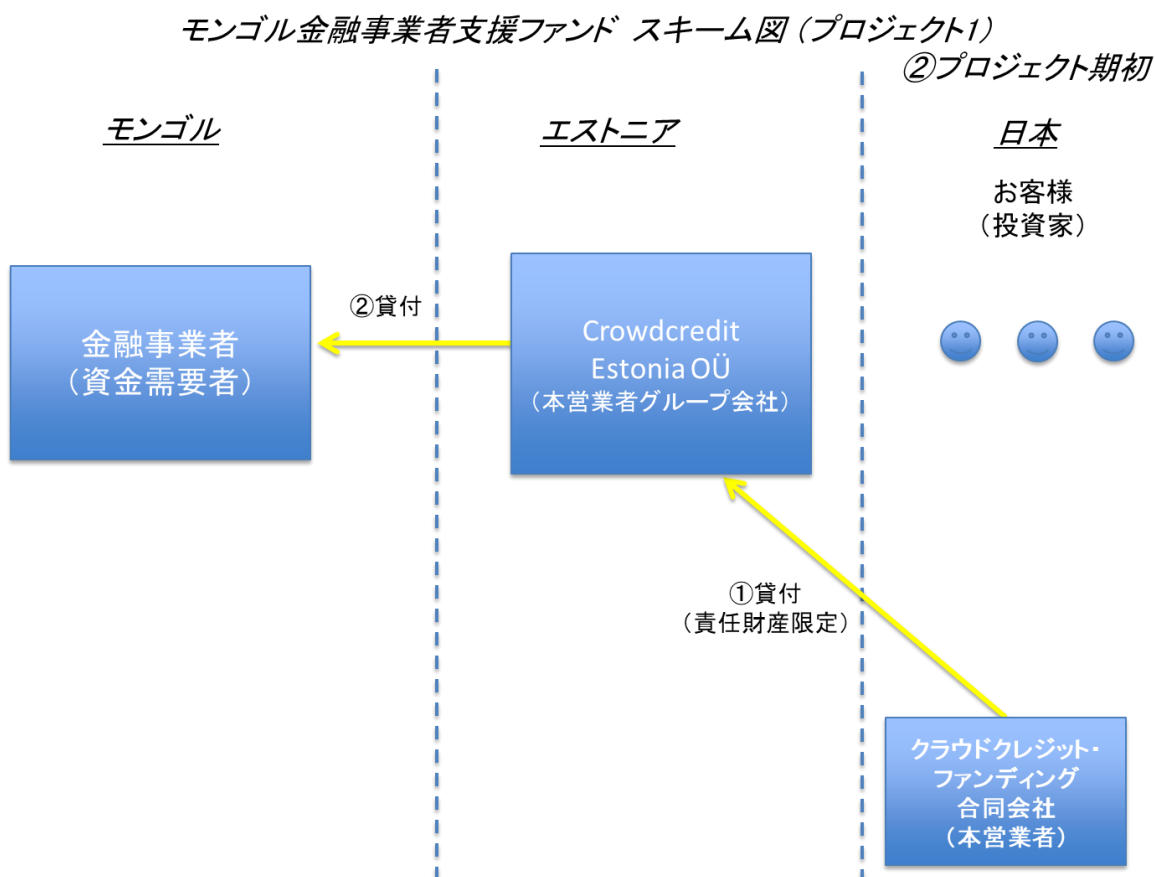 モンゴル金融事業者支援ファンド スキーム図（プロジェクト1）
②プロジェクト期初
モンゴル
エストニア
日本
お客様
（投資家）
金融事業者
（資金需要者）
②貸付
Crowdcredit
Estonia OÜ
（本営業者グループ会社）
①貸付
（責任財産限定）
クラウドクレジット・
ファンディング
合同会社
（本営業者）